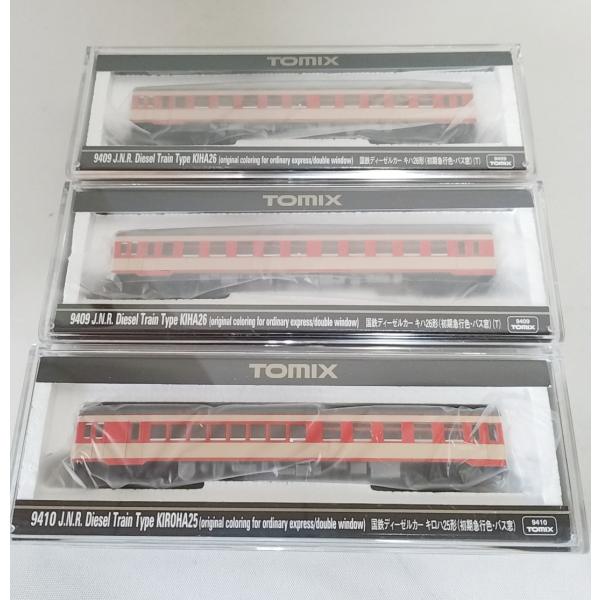 TOMIX
9409 J.N.R. Diesel Train Type KIHA26 (original coloring for ordinary express/double window) 国鉄ディーゼルカー キハ26形(初期急行色・バス窓)(T)
9409
TOMIX
TOMIX
9409 J.N.R. Diesel Train Type KIHA26 (original coloring for ordinary express/double window) 国鉄ディーゼルカー キハ26形(初期急行色・バス窓)(T)
9409
TOMIX
TOMIX
9410 J.N.R. Diesel Train Type KIROHA25 (original coloring for ordinary express/double window) 国鉄ディーゼルカー キロハ25形(初期急行色・バス窓)
9410
TOMIX